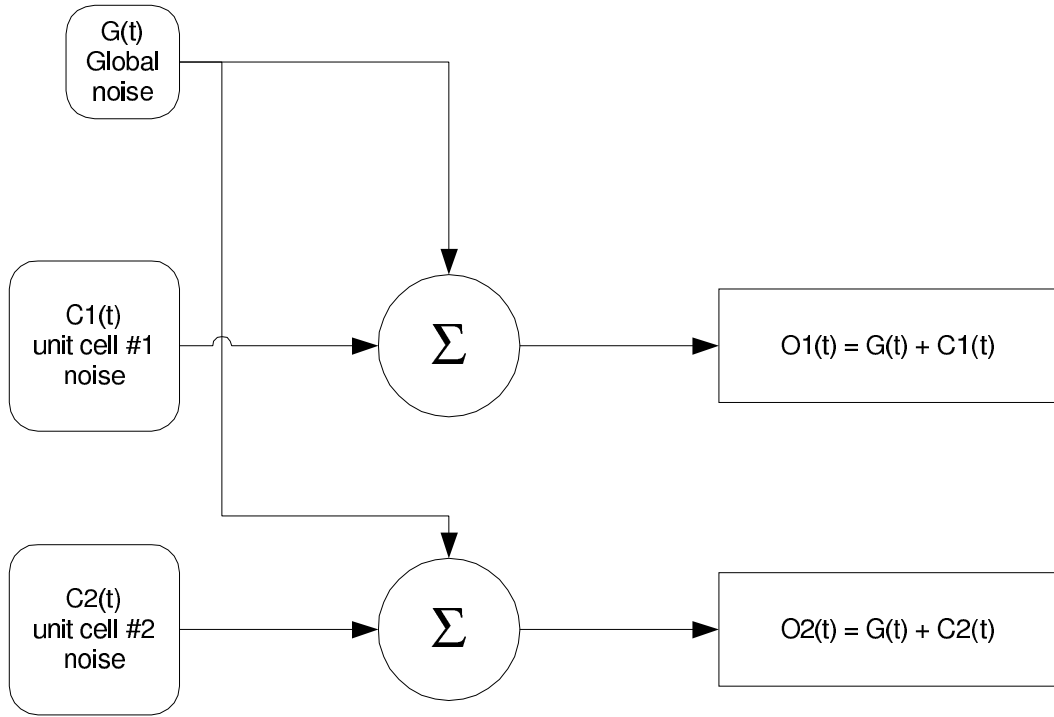 G(t)
Global
noise
C1(t)
unit cell #1
noise
Σ
O1(t) = G(t) + C1(t)
C2(t)
unit cell #2
noise
Σ
O2(t) = G(t) + C2(t)